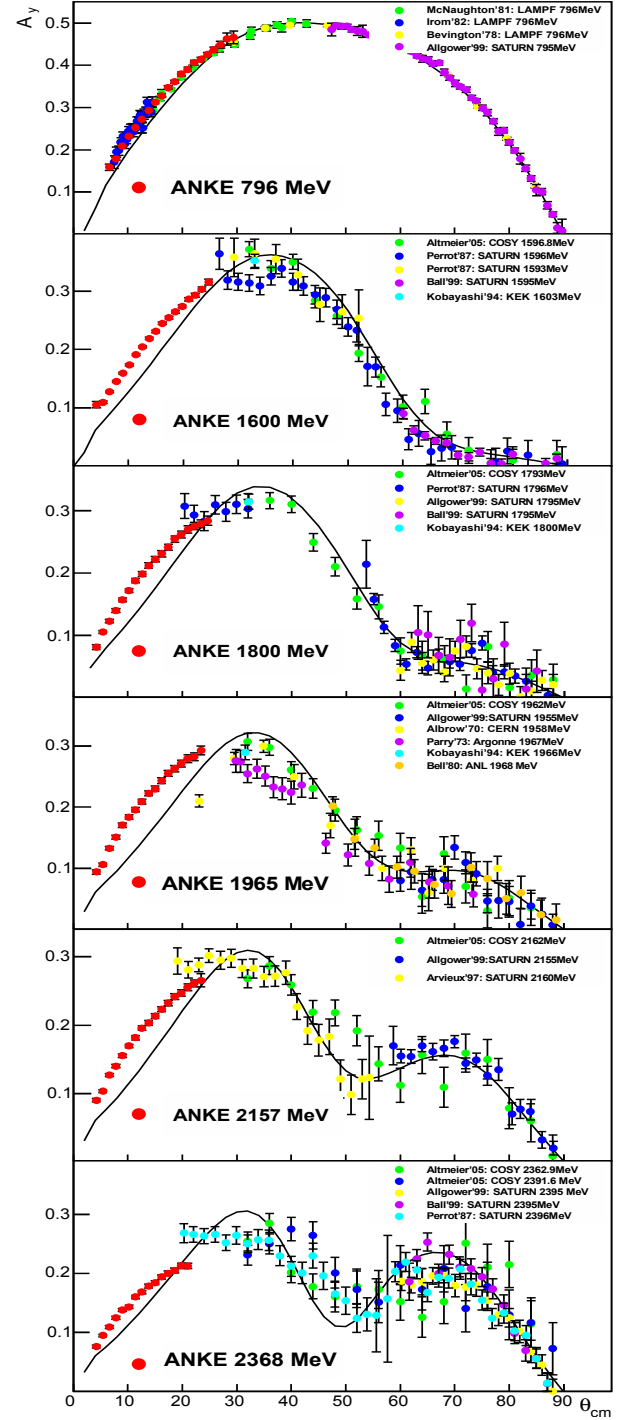 A_y
McNaughton'81: LAMPF 796MeV
Irom'82: LAMPF 796MeV
Bevington'78: LAMPF 796MeV
Allgower'99: SATURN 795MeV
0.5
0.4
0.3
0.2
0.1
ANKE 796 MeV
Altmeier'05: COSY 1596.8MeV
Perrot'87: SATURN 1596MeV
Perrot'87: SATURN 1593MeV
Ball'99: SATURN 1595MeV
Kobayashi'94: KEK 1603MeV
0.3
0.2
0.1
ANKE 1600 MeV
Altmeier'05: COSY 1793MeV
Perrot'87: SATURN 1796MeV
Allgower'99: SATURN 1795MeV
Ball'99: SATURN 1795MeV
Kobayashi'94: KEK 1800MeV
0.3
0.1
ANKE 1800 MeV
Altmeier'05: COSY 1962MeV
Allgower'99:SATURN 1955MeV
Albrow'70: CERN 1958MeV
Parry'73: Argonne 1967MeV
Kobayashi'94: KEK 1966MeV
Bell'80: ANL 1968 MeV
0.3
0.2
0.1
ANKE 1965 MeV
Altmeier'05: COSY 2162MeV
Allgower'99:SATURN 2155MeV
Arvieux'97: SATURN 2160MeV
0.3
0.1
ANKE 2157 MeV
Altmeier'05: COSY 2362.9MeV
Altmeier'05: COSY 2391.6 MeV
Allgower'99: SATURN 2395 MeV
Ball'99: SATURN 2395MeV
Perrot'87: SATURN 2396MeV
0.3
0.2
0.1
ANKE 2368 MeV
0 10 20 30 40 50 60 70 80 90
θcm